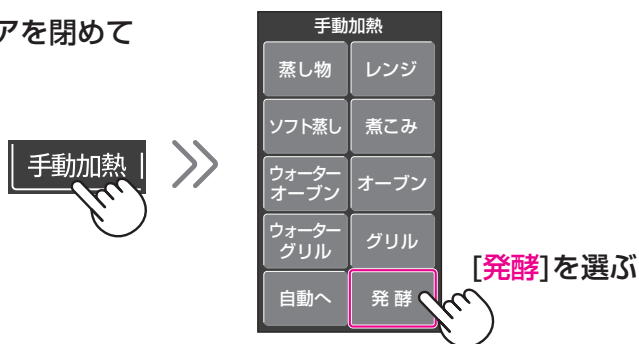 アを閉めて
手動加熱
手動加熱
蒸し物 レンジ
ソフト蒸し 煮こみ
ウォーター
オーブン オーブン
ウォーター
グリル グリル
自動へ 発酵
[発酵]を選ぶ